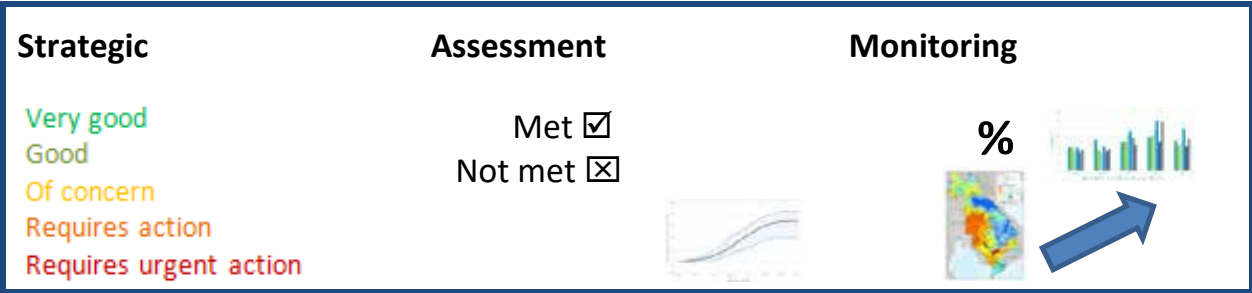 Strategic
Assessment
Monitoring
Very good
Good
Of concern
Requires action
Requires urgent action
Met ☑
Not met ☒
%